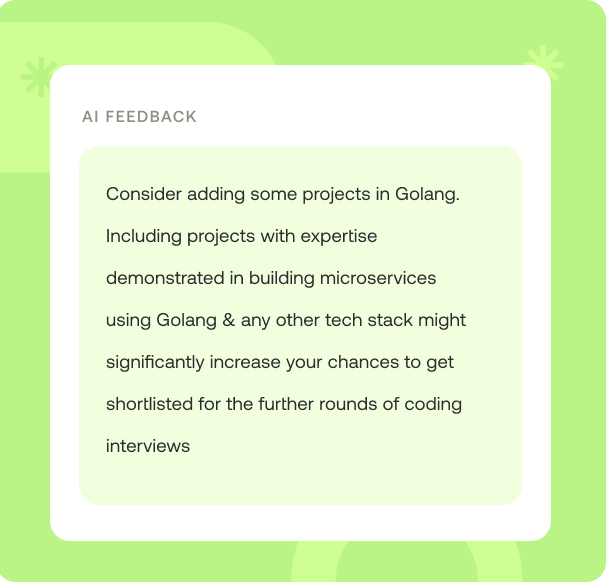 AI FEEDBACK
Consider adding some projects in Golang.
Including projects with expertise
demonstrated in building microservices
using Golang & any other tech stack might
significantly increase your chances to get
shortlisted for the further rounds of coding
interviews